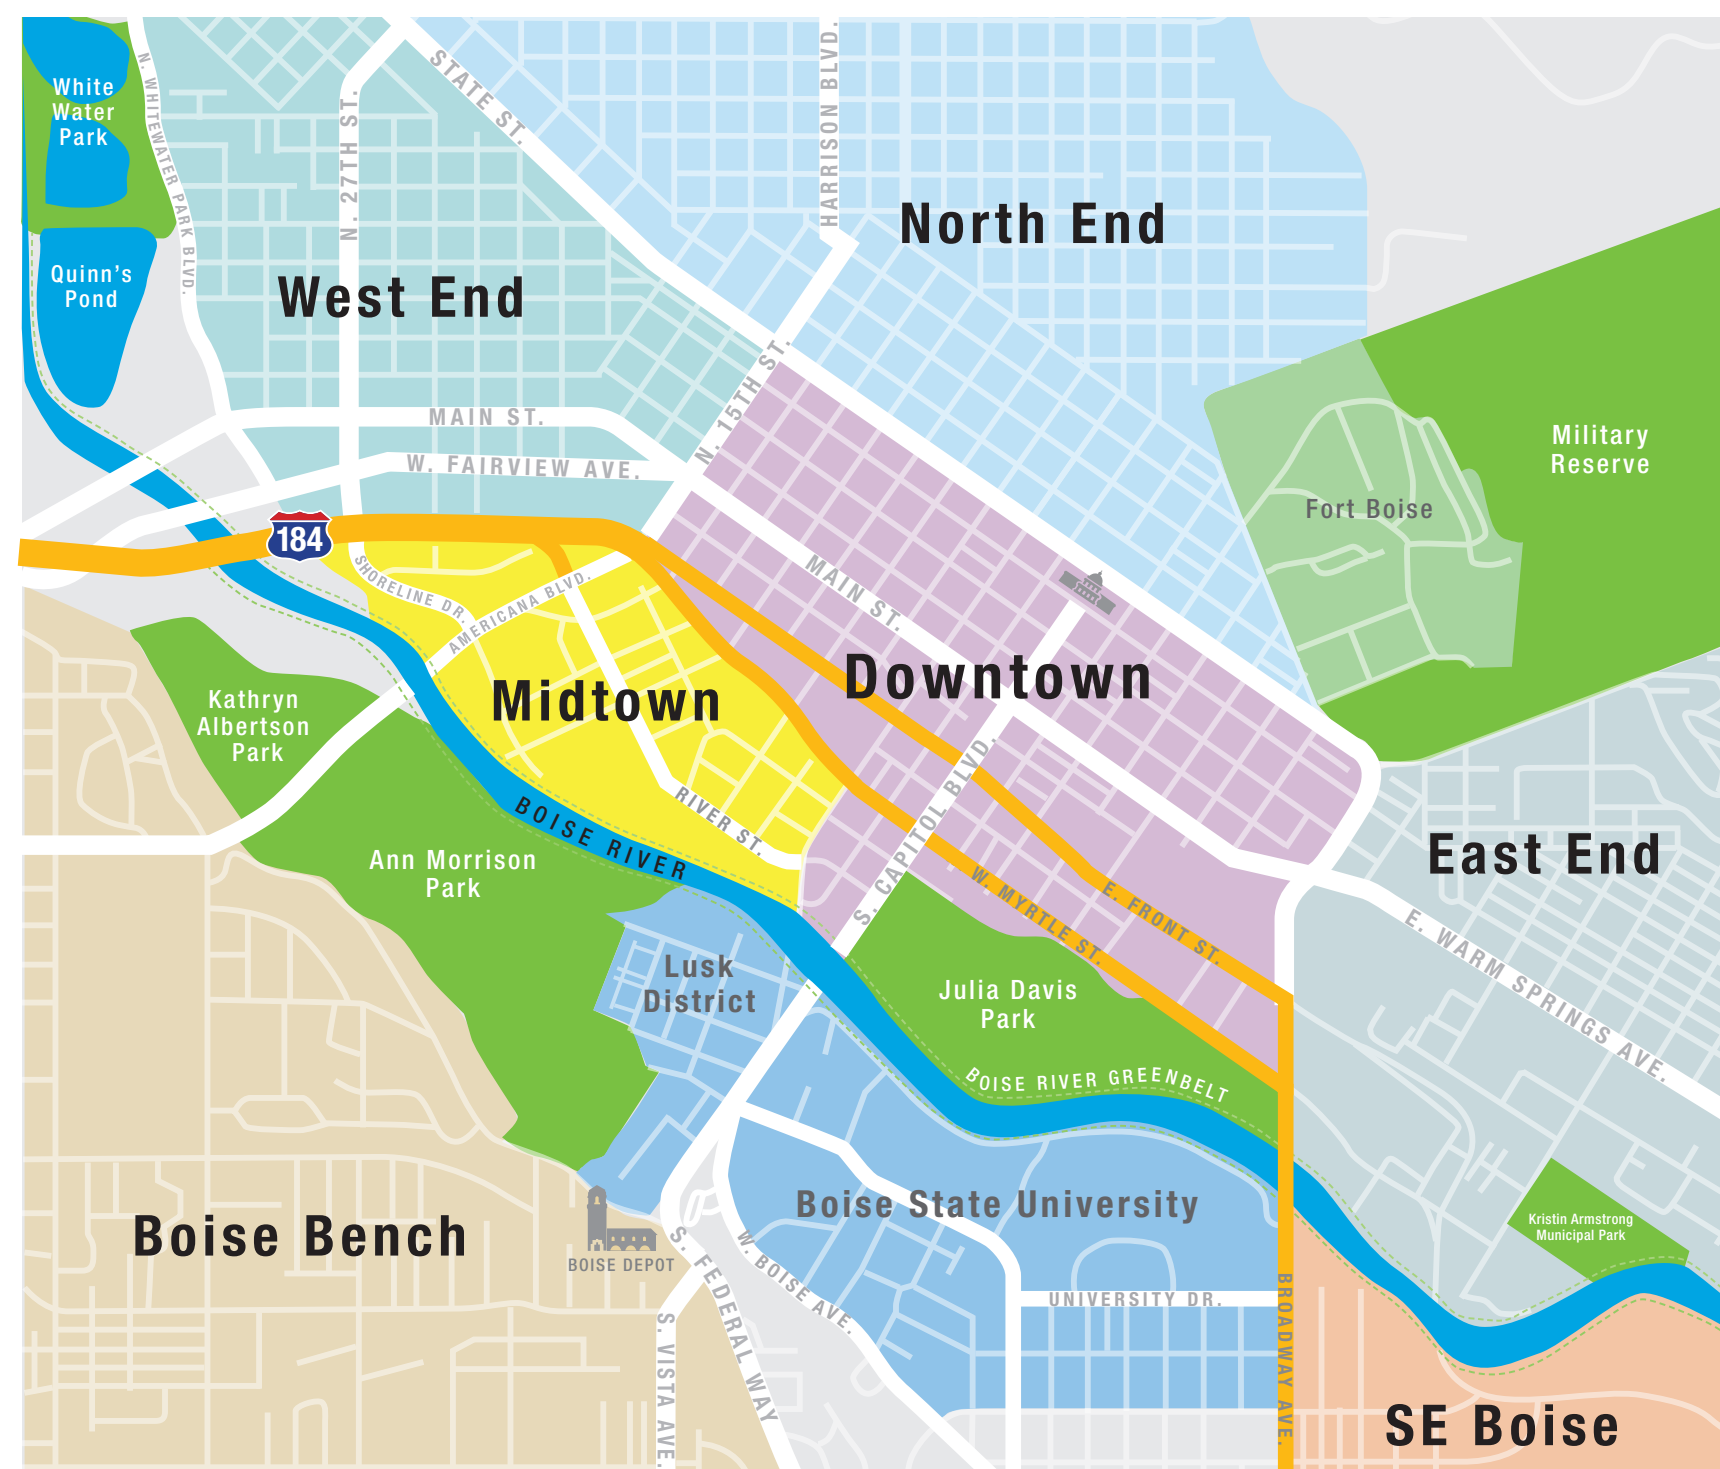 White
Water
Park
N. WHITEWATER PARK BLVD.
Quinn's
Pond
N. 27TH ST.
STATE ST.
HARRISON BLVD.
North End
West End
N. 15TH ST.
MAIN ST.
W. FAIRVIEW AVE.
Military
Reserve
Fort Boise
184
SHORELINE DR.
AMERICANA BLVD.
MAIN ST.
Downtown
Midtown
Kathryn
Albertson
Park
RIVER ST.
BOISE RIVER
S. CAPITOL BLVD.
Ann Morrison
Park
East End
W. MYRTLE ST.
E. FRONT ST.
E. WARM SPRINGS AVE.
Lusk
District
Julia Davis
Park
BOISE RIVER GREENBELT
Boise State University
Kristin Armstrong
Municipal Park
Boise Bench
BOISE DEPOT
S. FEDERAL WAY
W. BOISE AVE.
UNIVERSITY DR.
BROADWAY AVE.
S. VISTA AVE.
SE Boise